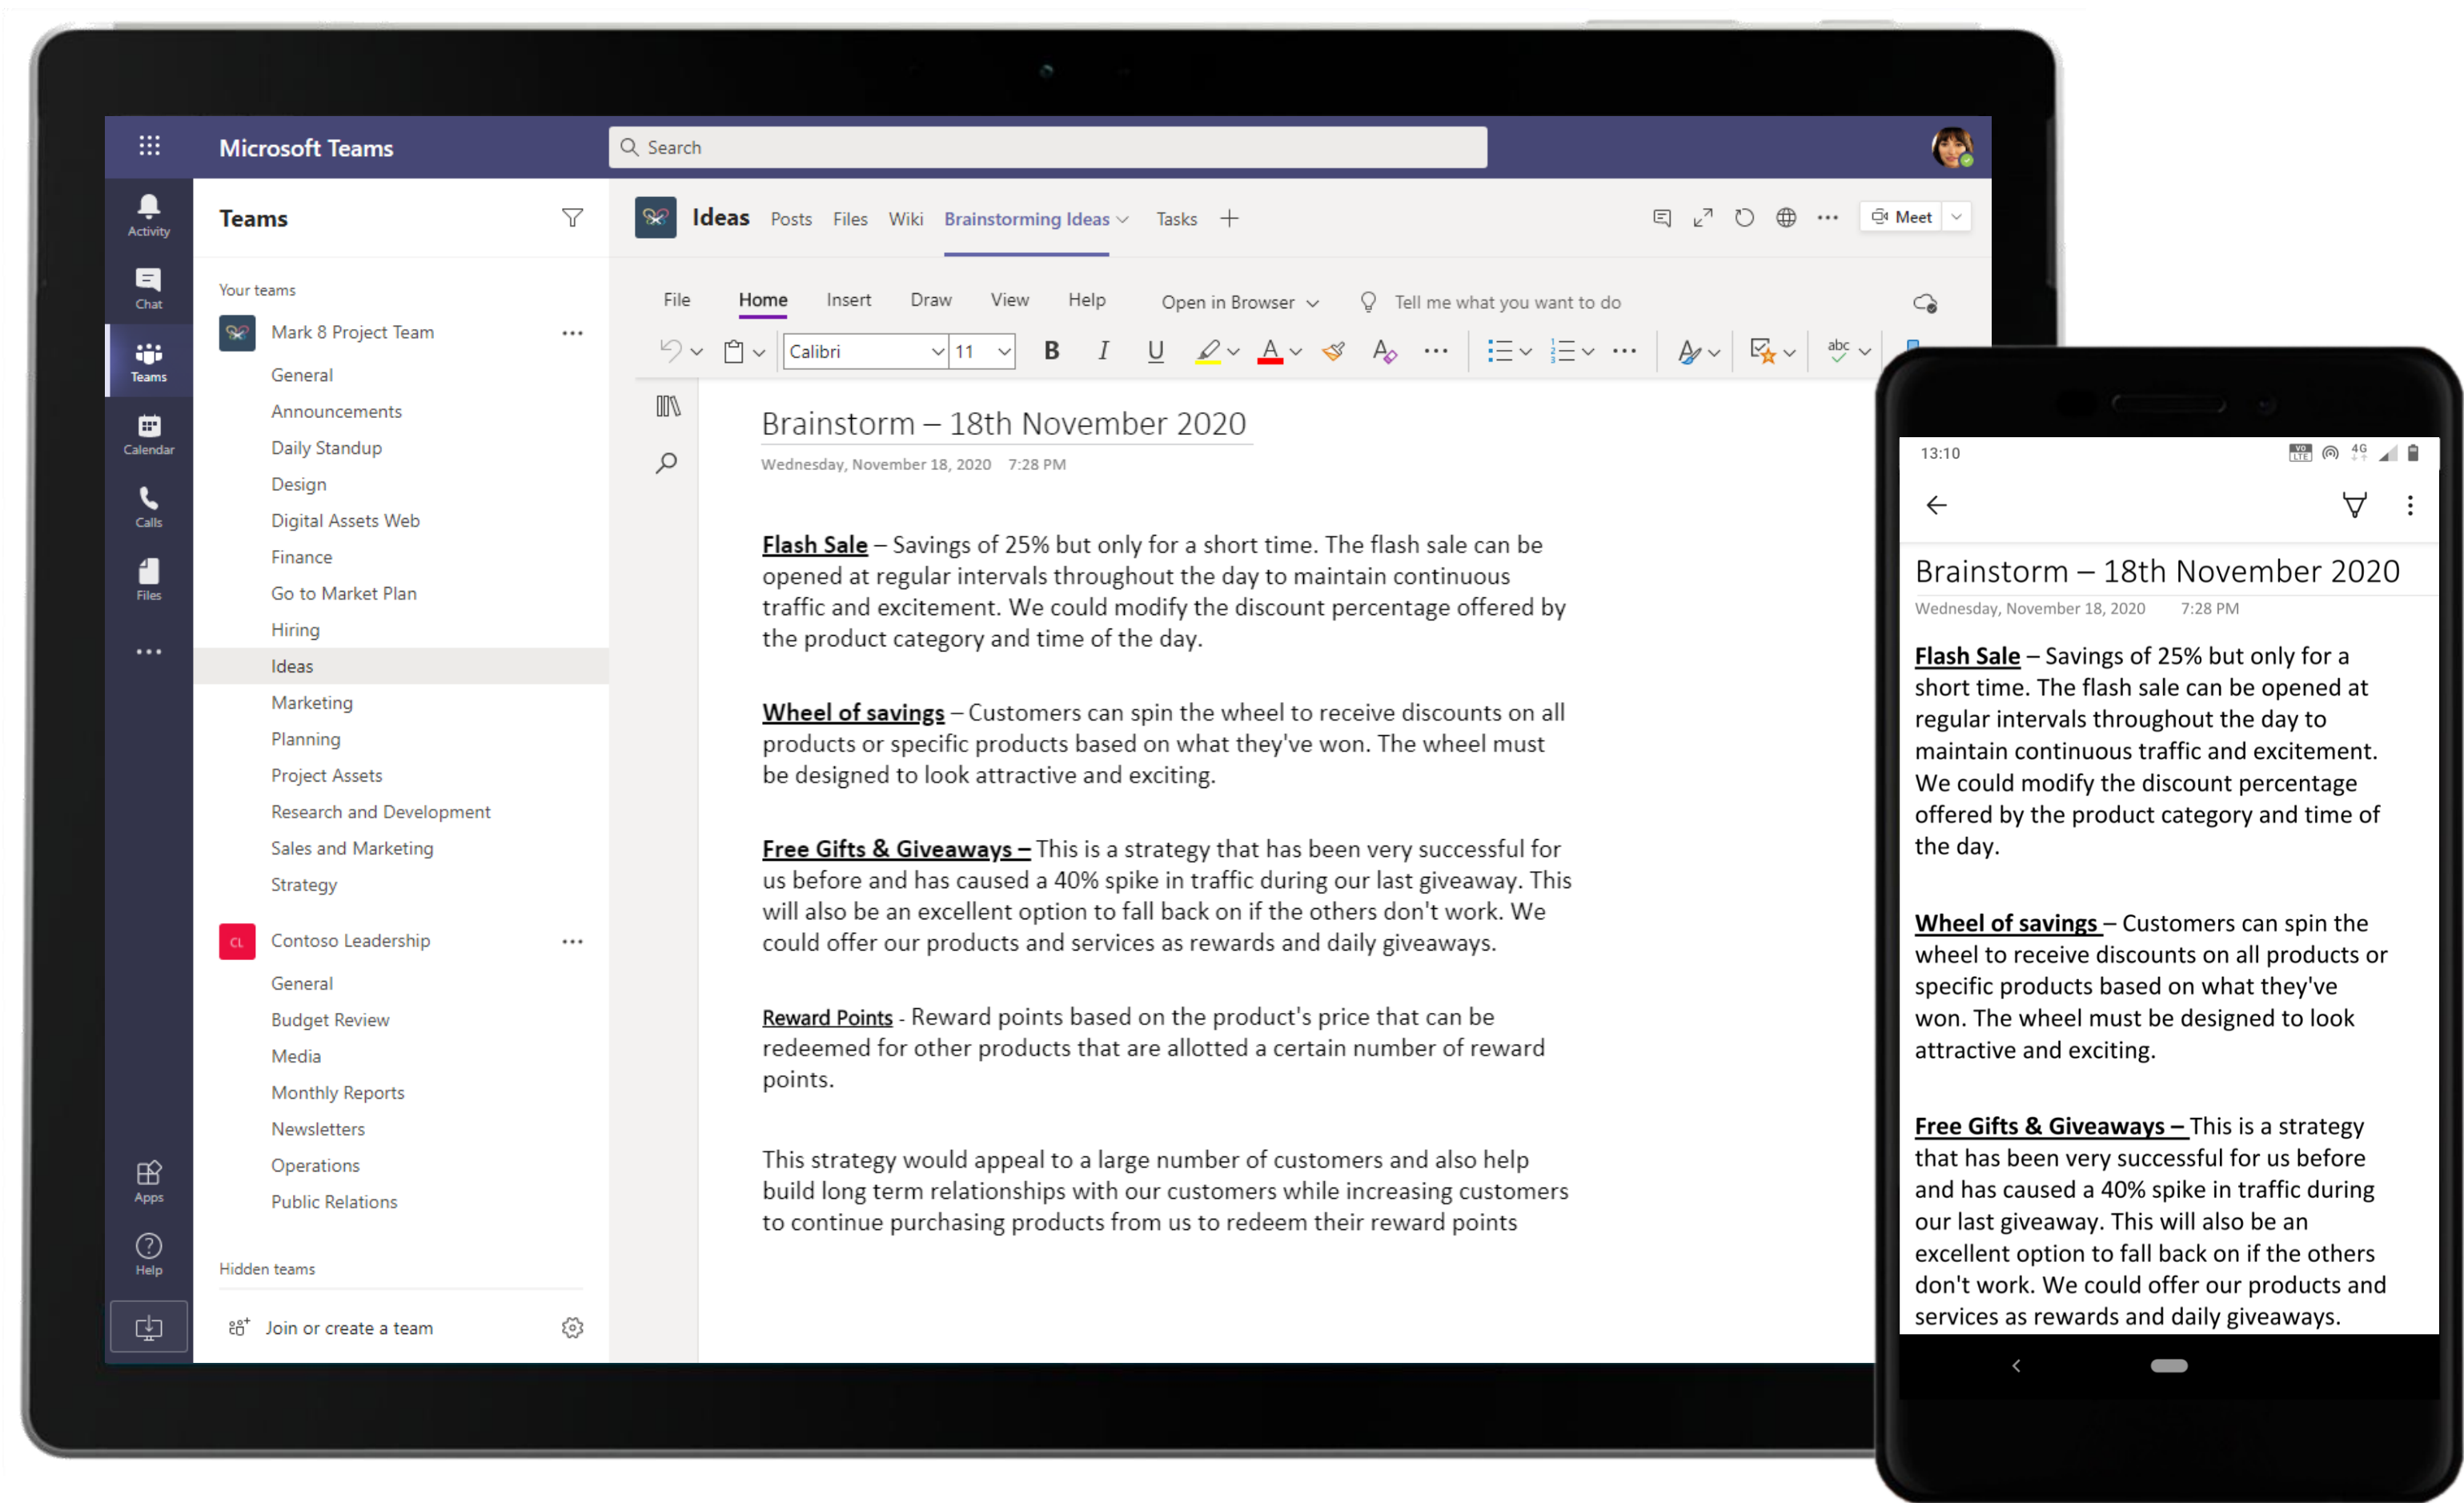 Microsoft Teams
Search
Activity
Chat
Teams
Calendar
Calls
Files
Apps
Help
Teams
Your teams
Mark 8 Project Team
General
Announcements
Daily Standup
Design
Digital Assets Web
Finance
Go to Market Plan
Hiring
Ideas
Marketing
Planning
Project Assets
Research and Development
Sales and Marketing
Strategy
CL Contoso Leadership
General
Budget Review
Media
Monthly Reports
Newsletters
Operations
Public Relations
Hidden teams
Join or create a team
Ideas Posts Files Wiki Brainstorming Ideas Tasks
Meet
File Home Insert Draw View Help Open in Browser Tell me what you want to do
Calibri 11 B I U A A abc
Brainstorm – 18th November 2020
Wednesday, November 18, 2020 7:28 PM
Flash Sale – Savings of 25% but only for a short time. The flash sale can be
opened at regular intervals throughout the day to maintain continuous
traffic and excitement. We could modify the discount percentage offered by
the product category and time of the day.
Wheel of savings – Customers can spin the wheel to receive discounts on all
products or specific products based on what they've won. The wheel must
be designed to look attractive and exciting.
Free Gifts & Giveaways – This is a strategy that has been very successful for
us before and has caused a 40% spike in traffic during our last giveaway. This
will also be an excellent option to fall back on if the others don't work. We
could offer our products and services as rewards and daily giveaways.
Reward Points - Reward points based on the product's price that can be
redeemed for other products that are allotted a certain number of reward
points.
This strategy would appeal to a large number of customers and also help
build long term relationships with our customers while increasing customers
to continue purchasing products from us to redeem their reward points
13:10 VO LTE 4G
Brainstorm – 18th November 2020
Wednesday, November 18, 2020 7:28 PM
Flash Sale – Savings of 25% but only for a
short time. The flash sale can be opened at
regular intervals throughout the day to
maintain continuous traffic and excitement.
We could modify the discount percentage
offered by the product category and time of
the day.
Wheel of savings – Customers can spin the
wheel to receive discounts on all products or
specific products based on what they've
won. The wheel must be designed to look
attractive and exciting.
Free Gifts & Giveaways – This is a strategy
that has been very successful for us before
and has caused a 40% spike in traffic during
our last giveaway. This will also be an
excellent option to fall back on if the others
don't work. We could offer our products and
services as rewards and daily giveaways.